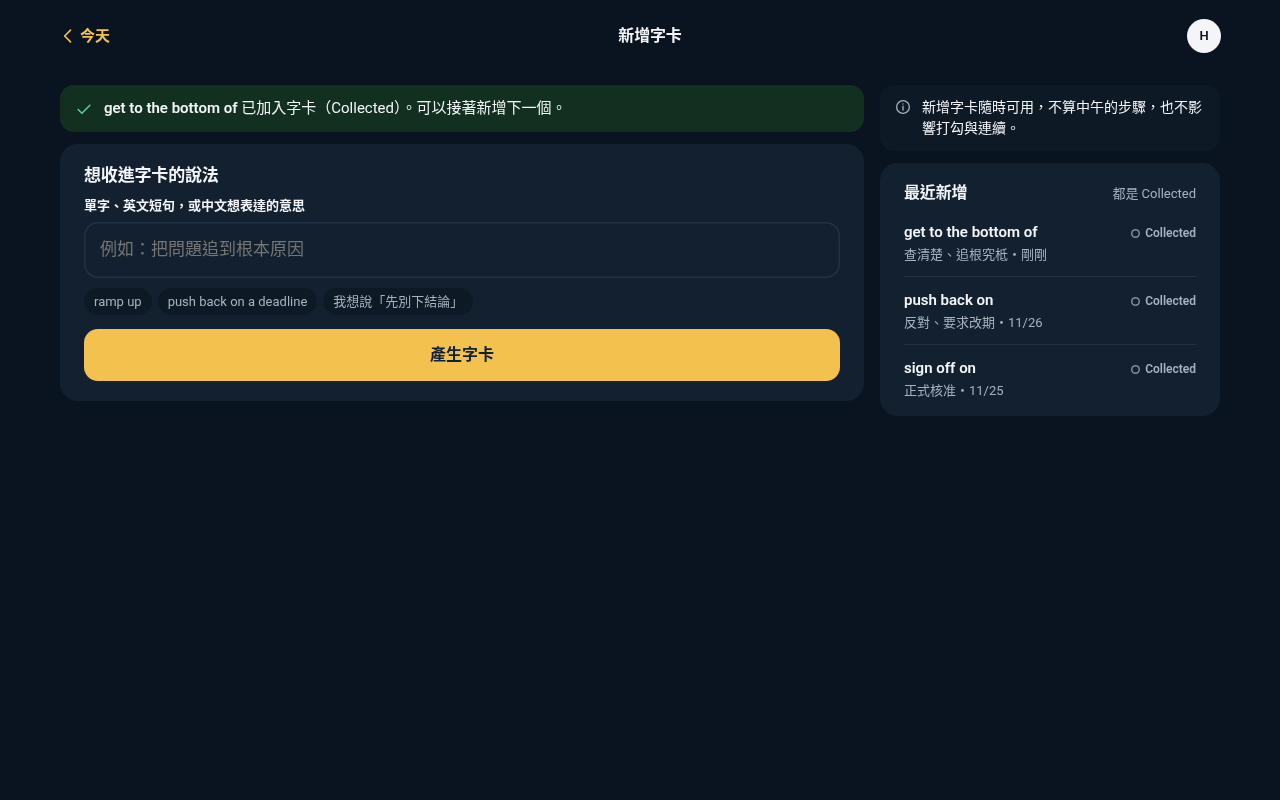 今天
新增字卡
H
get to the bottom of 已加入字卡（Collected）。可以接著新增下一個。
想收進字卡的說法
單字、英文短句，或中文想表達的意思
例如：把問題追到根本原因
ramp up
push back on a deadline
我想說「先別下結論」
產生字卡
新增字卡隨時可用，不算中午的步驟，也不影
響打勾與連續。
最近新增
都是 Collected
get to the bottom of
Collected
查清楚、追根究柢・剛剛
push back on
Collected
反對、要求改期・11/26
sign off on
Collected
正式核准・11/25